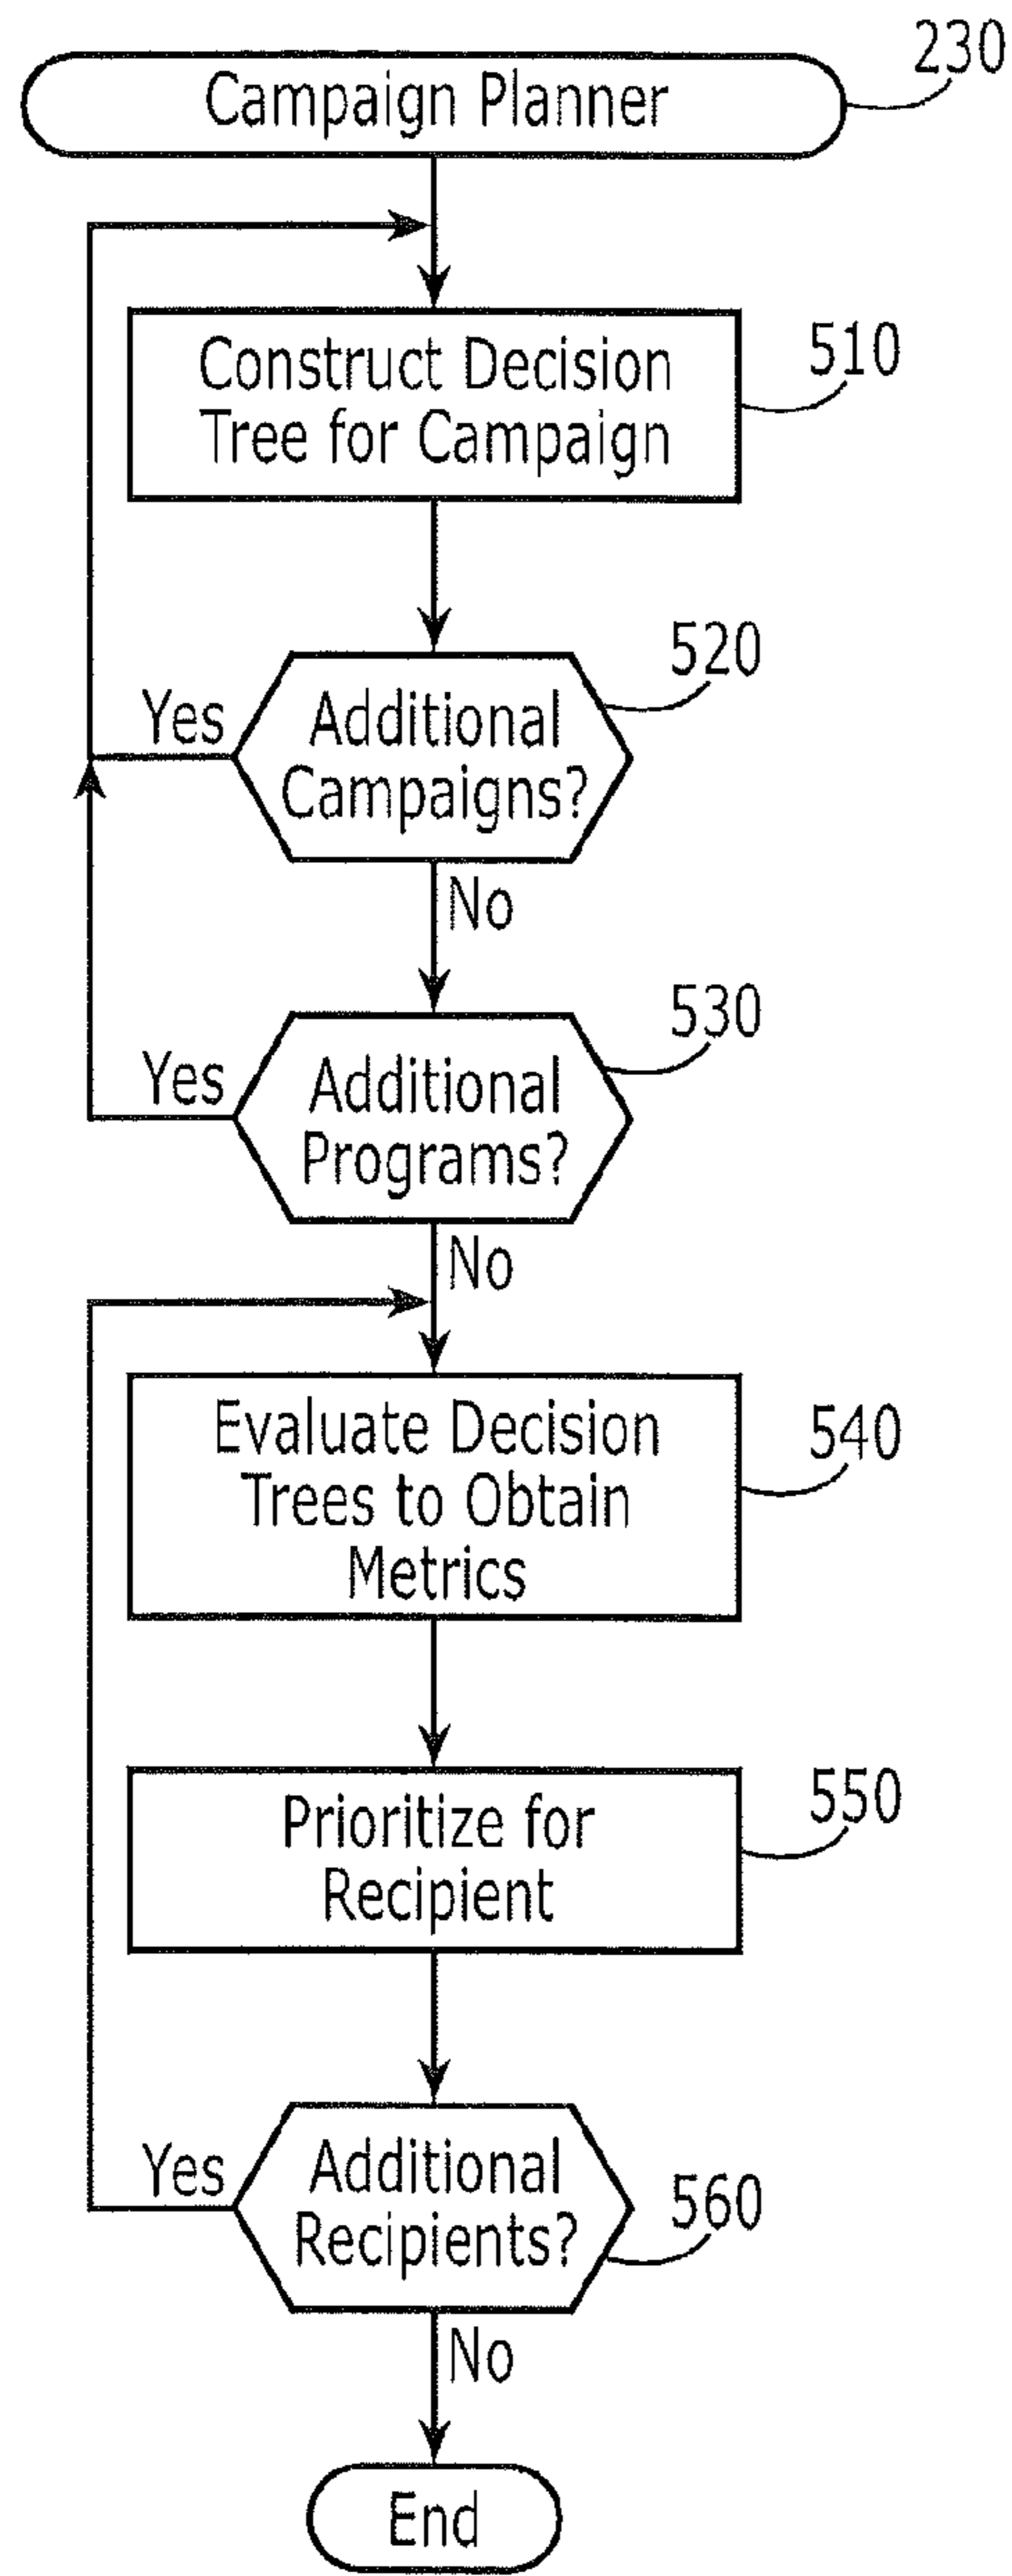 230
Campaign Planner
510
Construct Decision
Tree for Campaign
520
Yes
Additional
Campaigns?
No
530
Yes
Additional
Programs?
No
540
Evaluate Decision
Trees to Obtain
Metrics
550
Prioritize for
Recipient
Yes
Additional
Recipients?
560
No
End